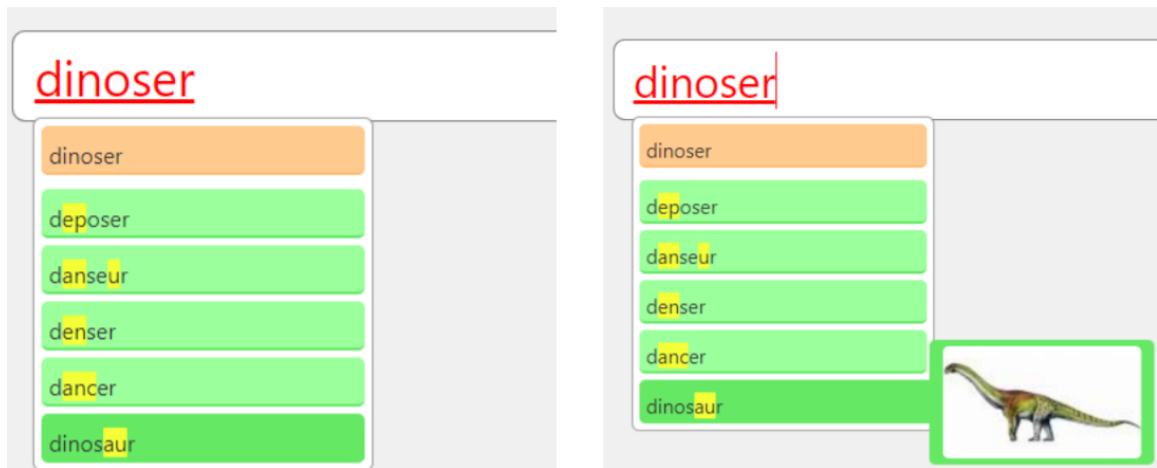 dinoser
dinoser
deposer
danseur
denser
dancer
dinosaur
dinoser
dinoser
deposer
danseur
denser
dancer
dinosaur